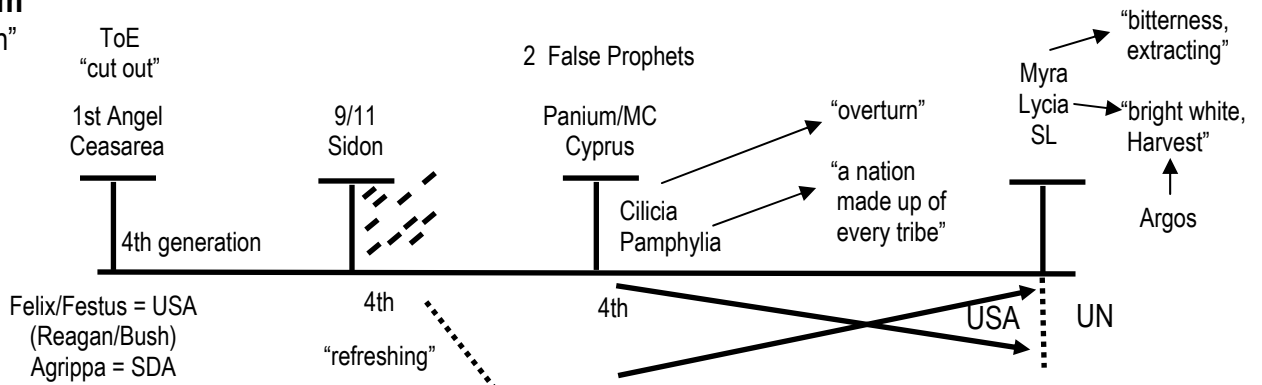 ToE
“cut out”
1st Angel
Ceasarea
4th generation
Felix/Festus = USA
(Reagan/Bush)
Agrippa = SDA
9/11
Sidon
4th
“refreshing”
2 False Prophets
Panium/MC
Cyprus
Cilicia
Pamphylia
4th
“overturn”
“a nation
made up of
every tribe”
Myra
Lycia
SL
“bitterness,
extracting”
“bright white,
Harvest”
Argos
USA
UN